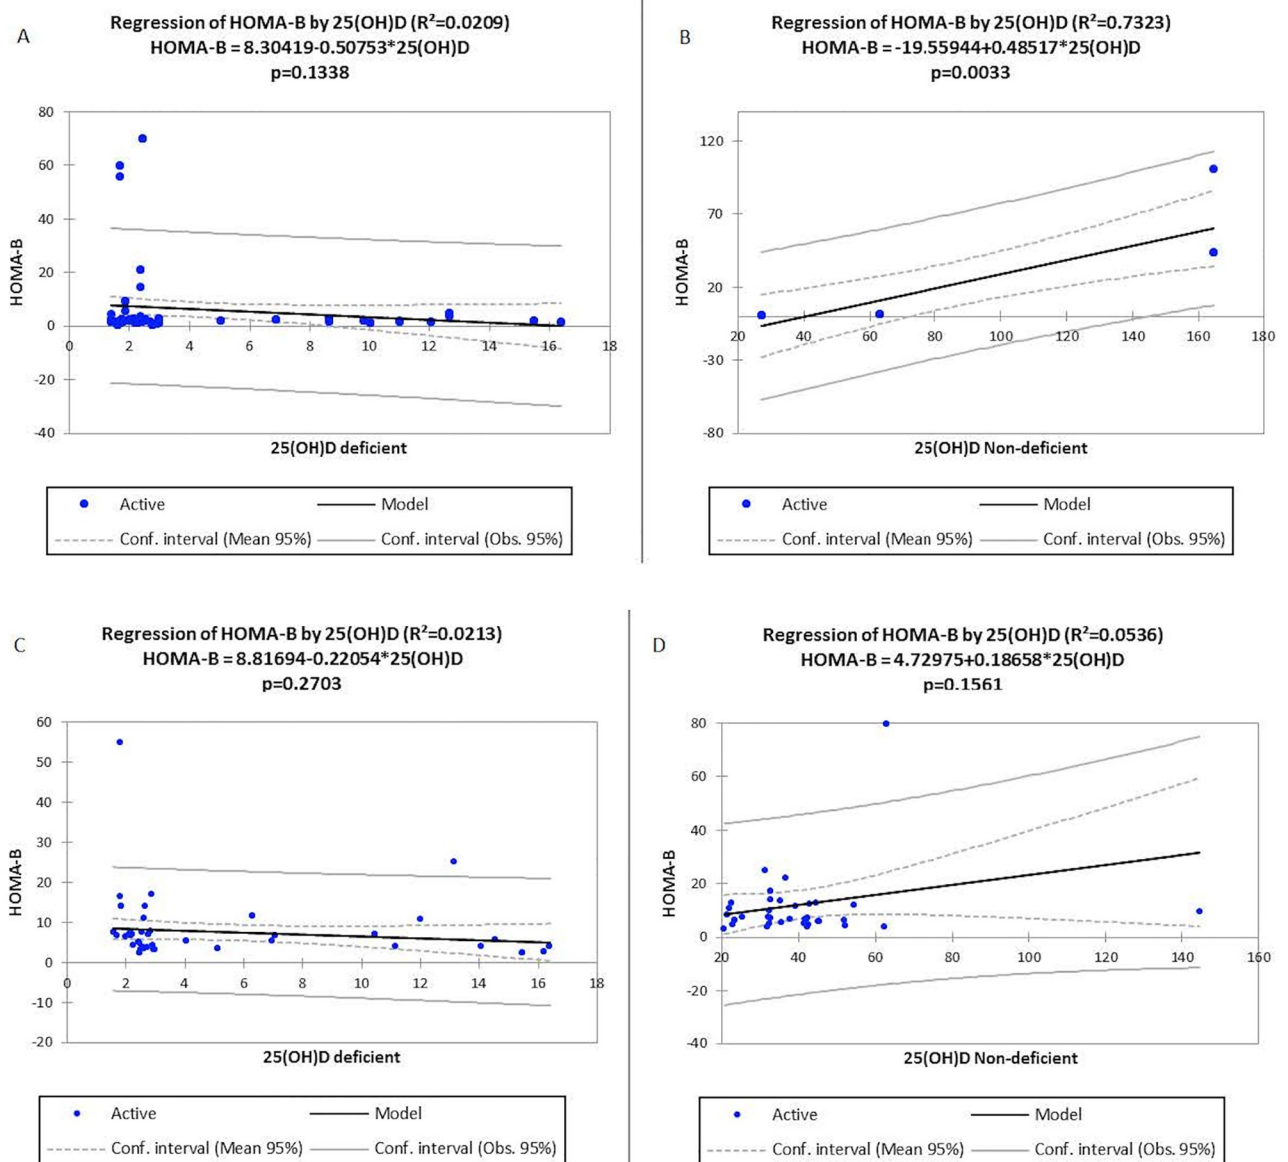 A
Regression of HOMA-B by 25(OH)D (R²=0.0209)
HOMA-B = 8.30419-0.50753*25(OH)D
p=0.1338
80
60
40
20
0
-20
-40
HOMA-B
0 2 4 6 8 10 12 14 16 18
25(OH)D deficient
Active Model
Conf. interval (Mean 95%) Conf. interval (Obs. 95%)
B
Regression of HOMA-B by 25(OH)D (R²=0.7323)
HOMA-B = -19.55944+0.48517*25(OH)D
p=0.0033
120
70
20
-30
-80
HOMA-B
20 40 60 80 100 120 140 160 180
25(OH)D Non-deficient
Active Model
Conf. interval (Mean 95%) Conf. interval (Obs. 95%)
C
Regression of HOMA-B by 25(OH)D (R²=0.0213)
HOMA-B = 8.81694-0.22054*25(OH)D
p=0.2703
60
50
40
30
20
10
0
-10
-20
HOMA-B
0 2 4 6 8 10 12 14 16 18
25(OH)D deficient
Active Model
Conf. interval (Mean 95%) Conf. interval (Obs. 95%)
D
Regression of HOMA-B by 25(OH)D (R²=0.0536)
HOMA-B = 4.72975+0.18658*25(OH)D
p=0.1561
80
60
40
20
0
-20
-40
HOMA-B
20 40 60 80 100 120 140 160
25(OH)D Non-deficient
Active Model
Conf. interval (Mean 95%) Conf. interval (Obs. 95%)